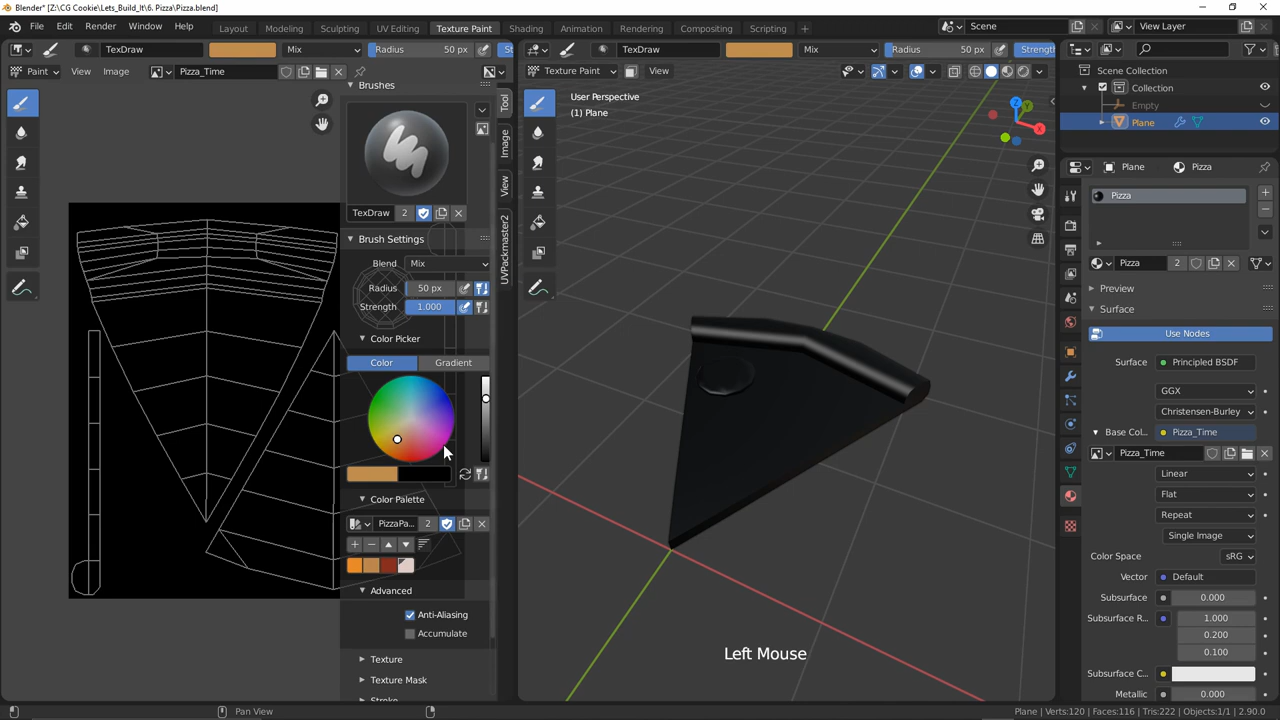 Blender* [Z:\CG Cookie\Lets_Build_It\6. Pizza\Pizza.blend]
File Edit Render Window Help Layout Modeling Sculpting UV Editing Texture Paint Shading Animation Rendering Compositing Scripting + Scene View Layer
TexDraw Mix Radius 50 px TexDraw Mix Radius 50 px Strength
Paint View Image Pizza_Time Texture Paint View
User Perspective
(1) Plane
Brushes
TexDraw 2
Brush Settings
Blend Mix
Radius 50 px
Strength 1.000
Color Picker
Color Gradient
Color Palette
PizzaPa... 2
Advanced
Anti-Aliasing
Accumulate
Texture
Texture Mask
Tool
Image
View
UVPackmaster2
Left Mouse
Scene Collection
Collection
Empty
Plane
Plane Pizza
Pizza
Pizza 2
Preview
Surface
Use Nodes
Surface Principled BSDF
GGX
Christensen-Burley
Base Col... Pizza_Time
Pizza_Time
Linear
Flat
Repeat
Single Image
Color Space sRG
Vector Default
Subsurface 0.000
Subsurface R... 1.000
0.200
0.100
Subsurface C...
Metallic 0.000
Pan View Plane | Verts:120 | Faces:116 | Tris:222 | Objects:1/1 | 2.90.0